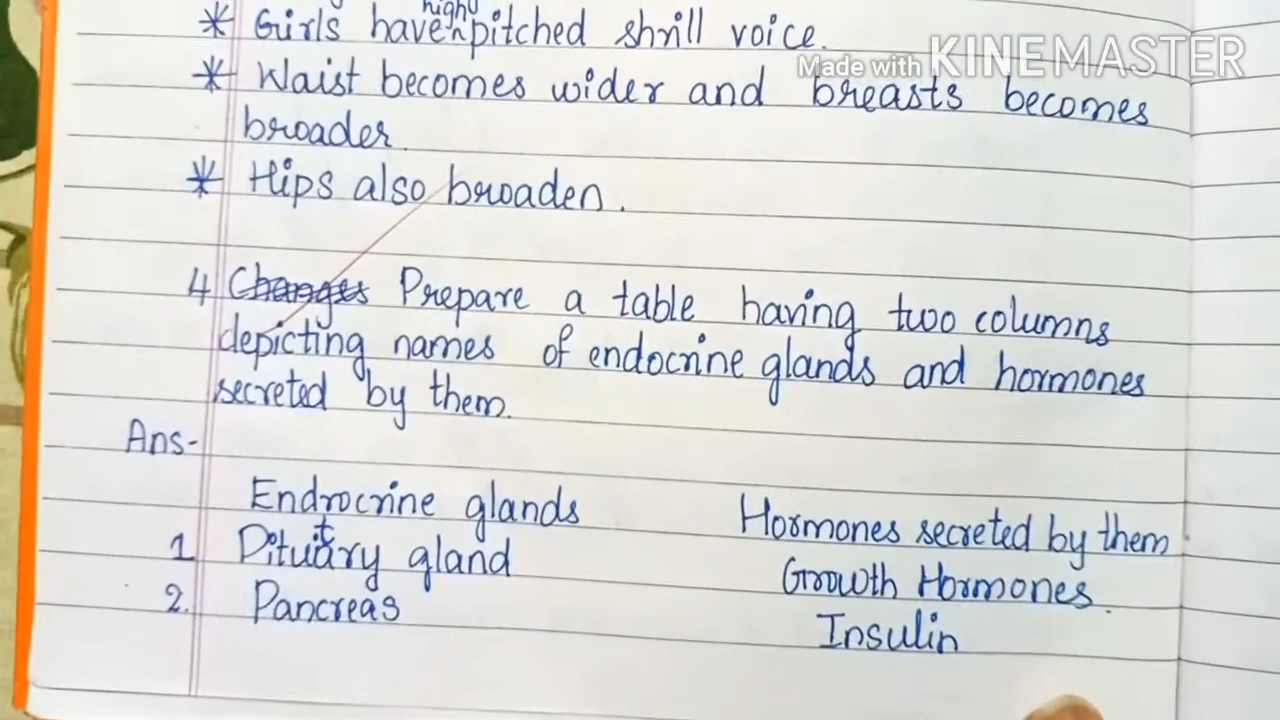 * Girls have high pitched shrill voice.
Made with KINEMASTER
* Waist becomes wider and breasts becomes
broader.
* Hips also broaden.
4 Changes Prepare a table having two columns
depicting names of endocrine glands and hormones
secreted by them.
Ans-
Endrocrine glands Hormones secreted by them
1 Pituitary gland Growth Hormones.
2. Pancreas Insulin